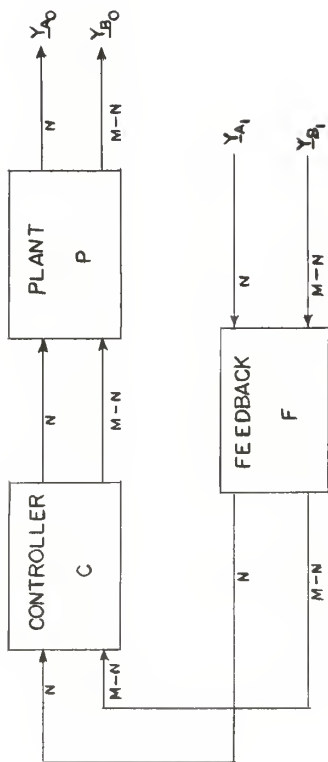 CONTROLLER
C
PLANT
P
FEEDBACK
F
N
M-N
N
M-N
N
M-N
N
M-N
N
M-N
Y_A0
Y_B0
Y_A1
Y_B1